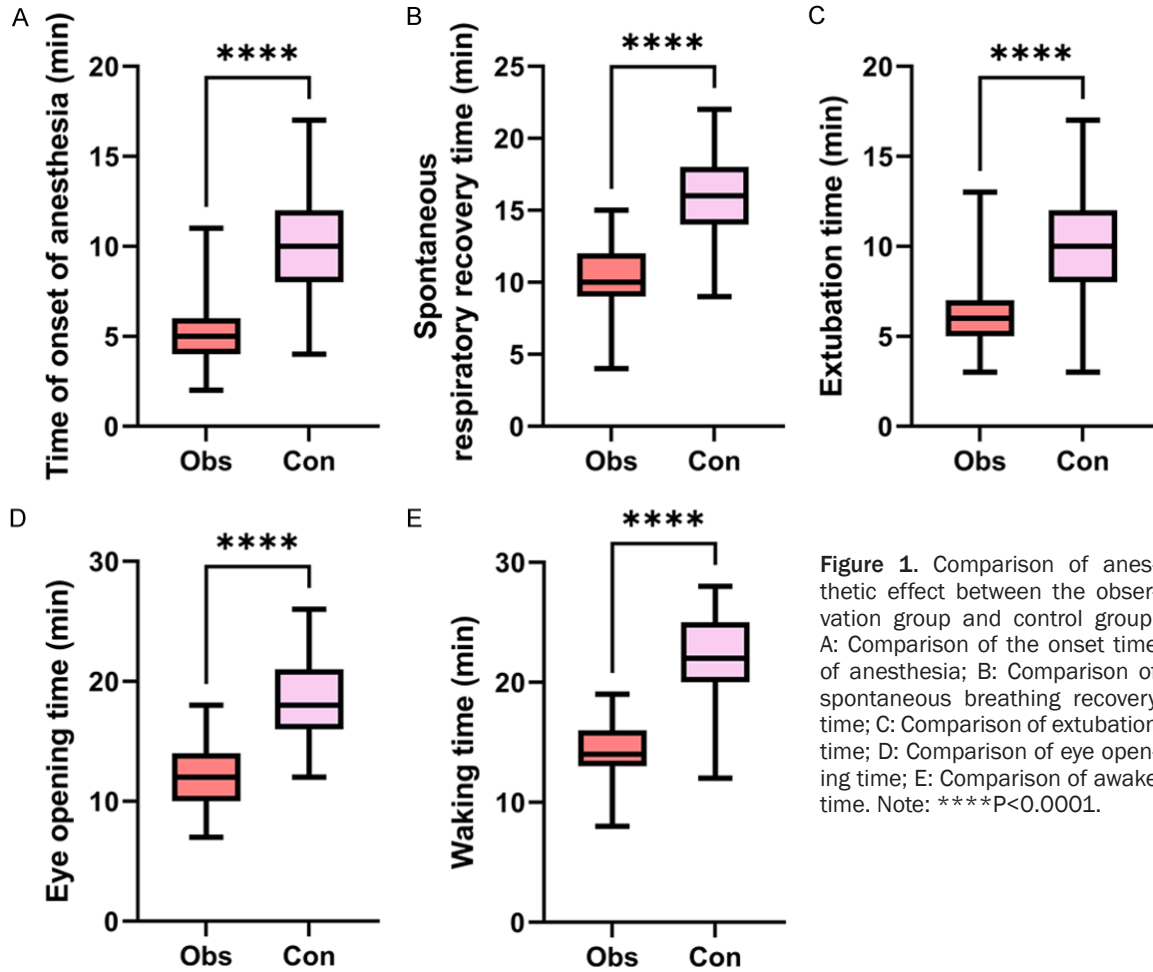 A
Time of onset of anesthesia (min)
20
15
10
5
0
****
Obs
Con
B
Spontaneous
respiratory recovery time (min)
25
20
15
10
5
0
****
Obs
Con
C
Extubation time (min)
20
15
10
5
0
****
Obs
Con
D
Eye opening time (min)
30
20
10
0
****
Obs
Con
E
Waking time (min)
30
20
10
0
****
Obs
Con
Figure 1. Comparison of anes-
thetic effect between the obser-
vation group and control group
A: Comparison of the onset time
of anesthesia; B: Comparison of
spontaneous breathing recovery
time; C: Comparison of extubation
time; D: Comparison of eye open-
ing time; E: Comparison of awake
time. Note: ****P<0.0001.